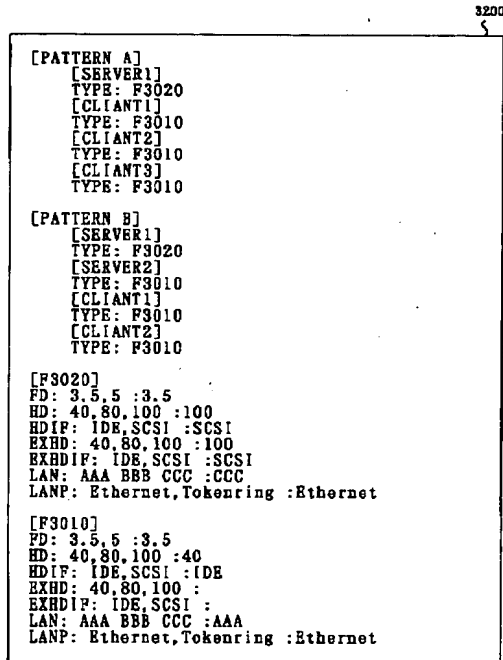 3200
[PATTERN A]
[SERVER1]
TYPE: F3020
[CLIANT1]
TYPE: F3010
[CLIANT2]
TYPE: F3010
[CLIANT3]
TYPE: F3010
[PATTERN B]
[SERVER1]
TYPE: F3020
[SERVER2]
TYPE: F3010
[CLIANT1]
TYPE: F3010
[CLIANT2]
TYPE: F3010
[F3020]
FD: 3.5,5 :3.5
HD: 40,80,100 :100
HDIF: IDE,SCSI :SCSI
EXHD: 40,80,100 :100
EXHDIF: IDE,SCSI :SCSI
LAN: AAA BBB CCC :CCC
LANP: Ethernet,Tokenring :Ethernet
[F3010]
FD: 3.5,5 :3.5
HD: 40,80,100 :40
HDIF: IDE,SCSI :IDE
EXHD: 40,80,100 :
EXHDIF: IDE,SCSI :
LAN: AAA BBB CCC :AAA
LANP: Ethernet,Tokenring :Ethernet